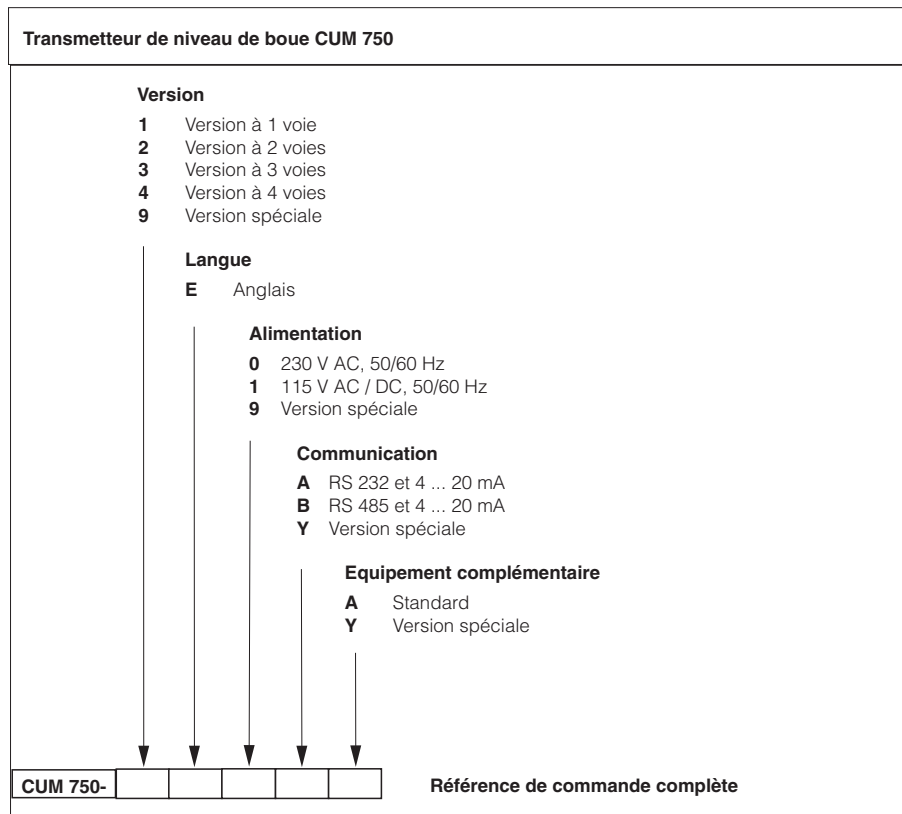 Transmetteur de niveau de boue CUM 750
Version
1 Version à 1 voie
2 Version à 2 voies
3 Version à 3 voies
4 Version à 4 voies
9 Version spéciale
Langue
E Anglais
Alimentation
0 230 V AC, 50/60 Hz
1 115 V AC / DC, 50/60 Hz
9 Version spéciale
Communication
A RS 232 et 4 ... 20 mA
B RS 485 et 4 ... 20 mA
Y Version spéciale
Equipement complémentaire
A Standard
Y Version spéciale
CUM 750- Référence de commande complète